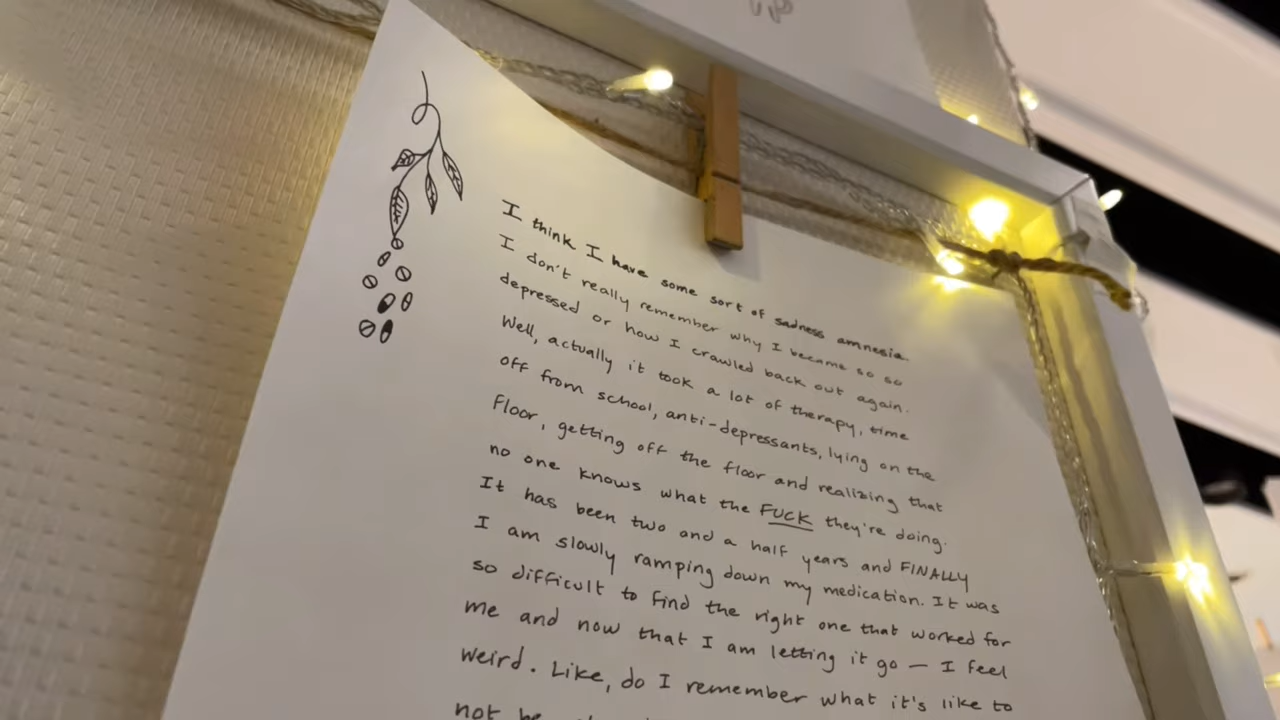 I think I have some sort of sadness amnesia
I don't really remember why I became so so
depressed or how I crawled back out again.
Well, actually it took a lot of therapy, time
off from school, anti-depressants, lying on the
floor, getting off the floor and realizing that
no one knows what the FUCK they're doing.
It has been two and a half years and FINALLY
I am slowly ramping down my medication. It was
so difficult to find the right one that worked for
me and now that I am letting it go — I feel
weird. Like, do I remember what it's like to
not be